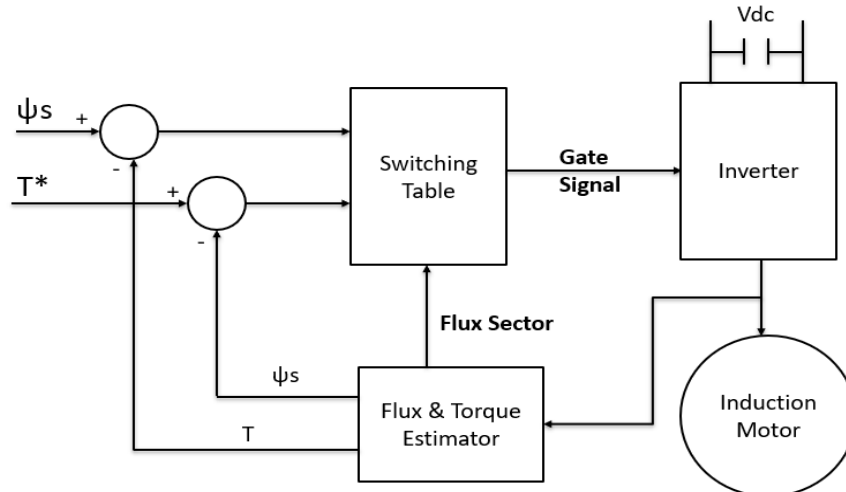 Vdc
ψs
+
-
T*
+
-
Switching
Table
Gate
Signal
Inverter
Flux Sector
ψs
T
Flux & Torque
Estimator
Induction
Motor